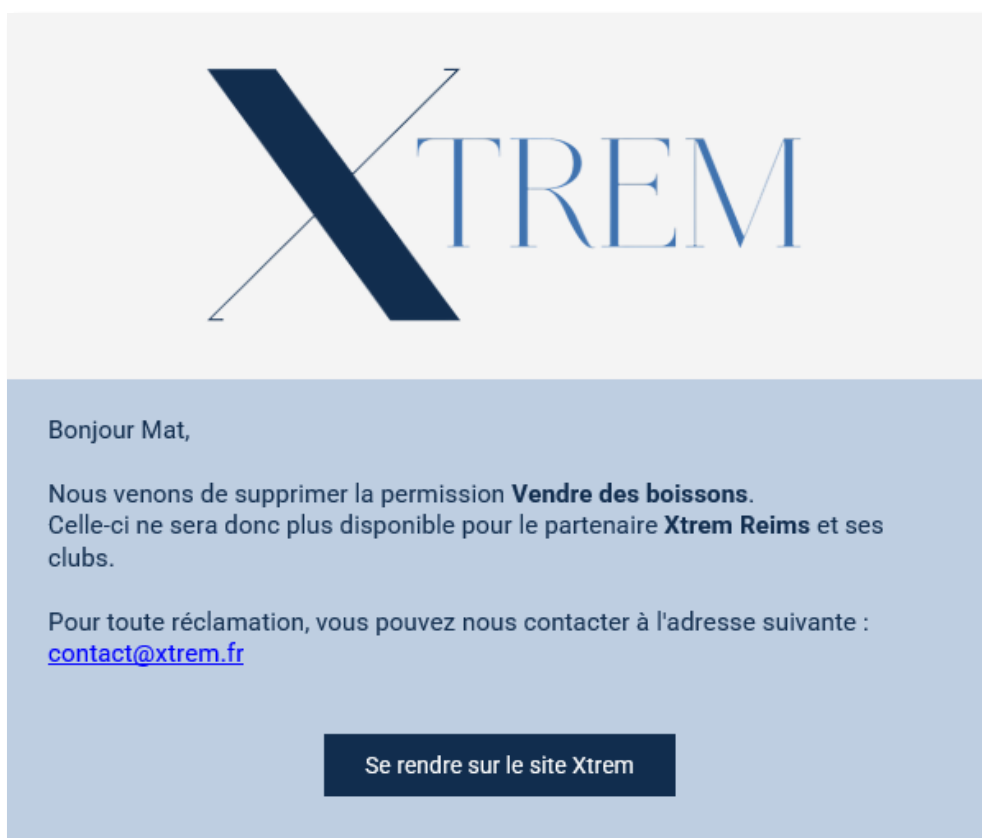 XTREM
Bonjour Mat,
Nous venons de supprimer la permission Vendre des boissons.
Celle-ci ne sera donc plus disponible pour le partenaire Xtrem Reims et ses
clubs.
Pour toute réclamation, vous pouvez nous contacter à l'adresse suivante :
contact@xtrem.fr
Se rendre sur le site Xtrem